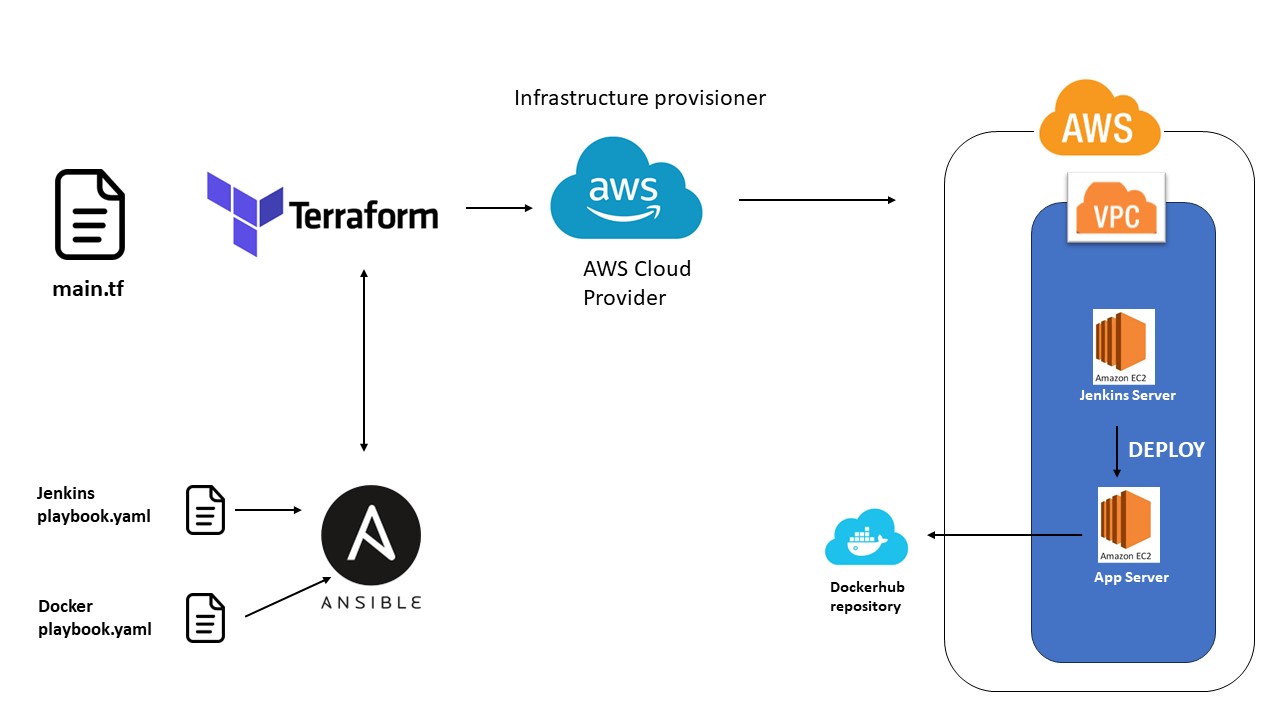 Infrastructure provisioner
AWS
aws
VPC
Terraform
main.tf
AWS Cloud
Provider
Amazon EC2
Jenkins Server
DEPLOY
Jenkins
playbook.yaml
Amazon EC2
App Server
ANSIBLE
Docker
playbook.yaml
Dockerhub
repository